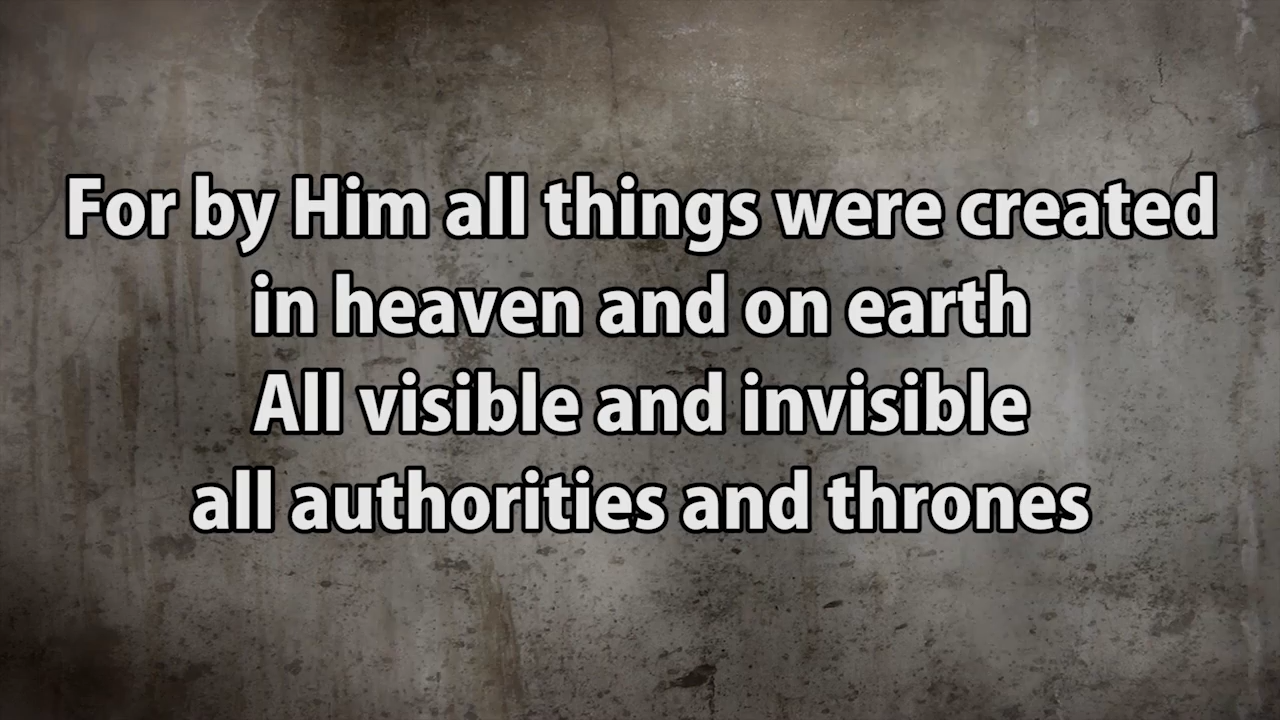 For by Him all things were created
in heaven and on earth
All visible and invisible
all authorities and thrones